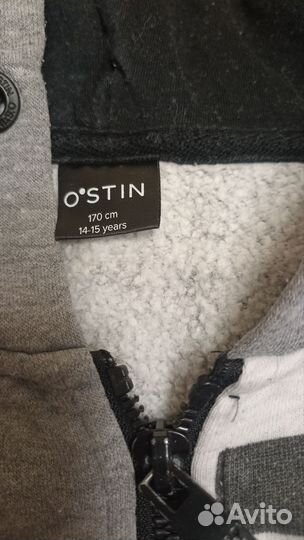 O'STIN
170 cm
14-15 years
Avito